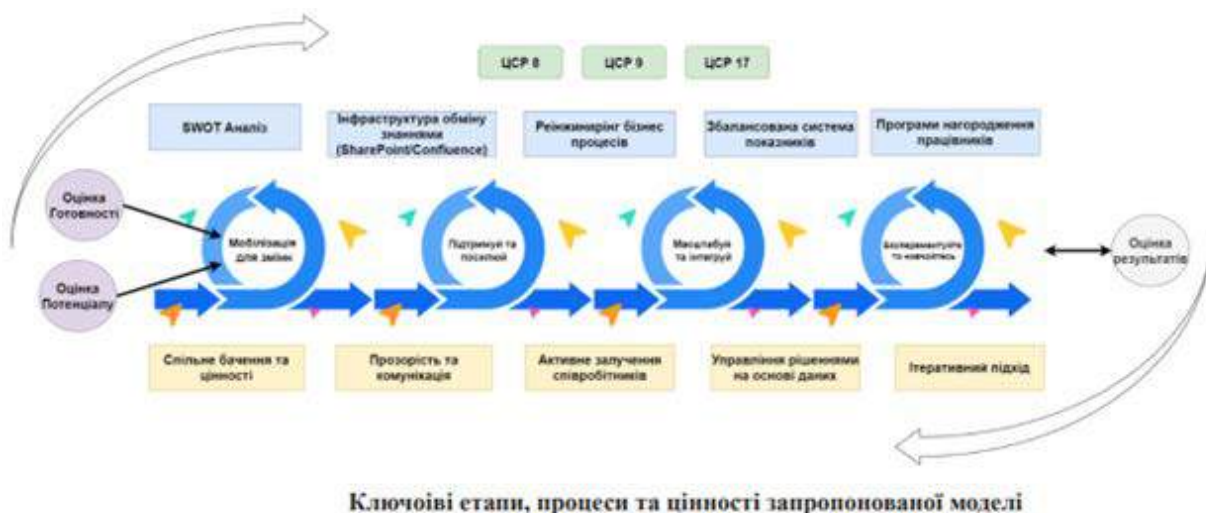 ЦСР 8
ЦСР 9
ЦСР 17
SWOT Аналіз
Інфраструктура обміну
знаннями
(SharePoint/Confluence)
Реінжиніринг бізнес
процесів
Збалансована система
показників
Програми нагородження
працівників
Оцінка
Готовності
Оцінка
Потенціалу
Мобілізація
для змін
Підтримуй та
посилюй
Масштабуй
та інтегруй
та навчайтесь
Оцінка
результатів
Спільне бачення та
цінності
Прозорість та
комунікація
Активне залучення
співробітників
Управління рішеннями
на основі даних
Ітеративний підхід
Ключоіві етапи, процеси та цінності запропонованої моделі